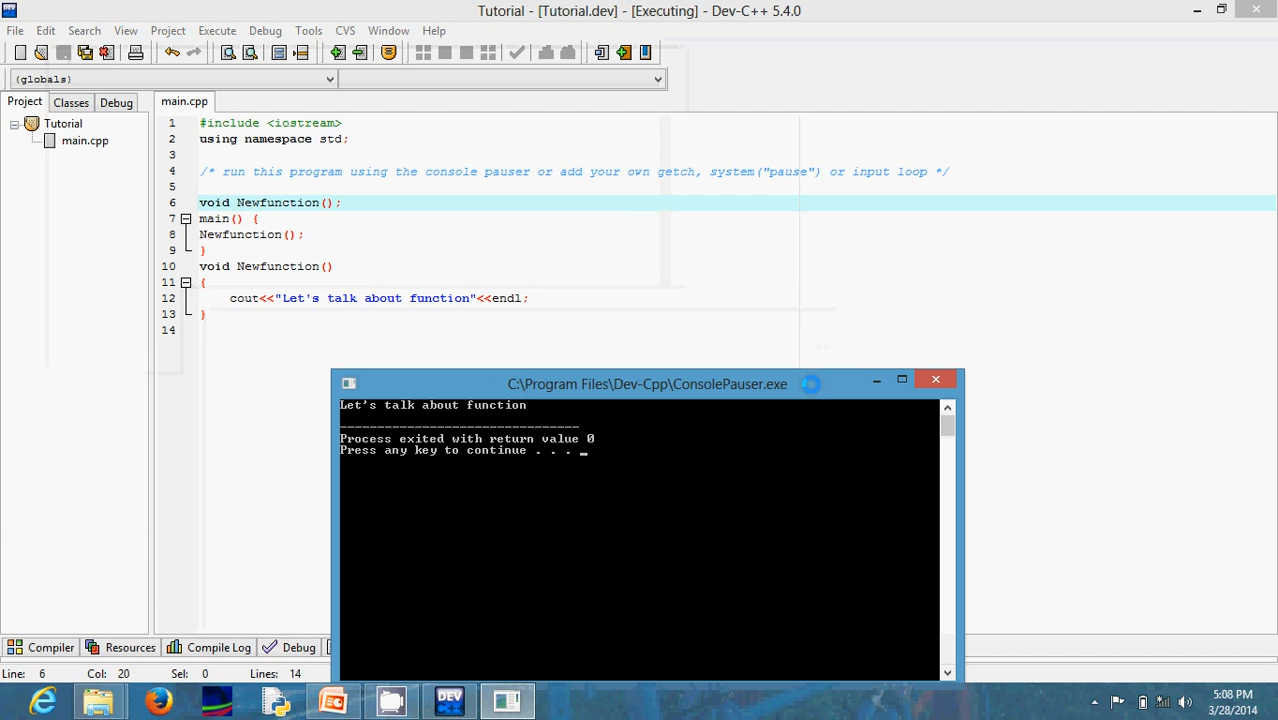 Tutorial - [Tutorial.dev] - [Executing] - Dev-C++ 5.4.0
File Edit Search View Project Execute Debug Tools CVS Window Help
(globals)
Project Classes Debug main.cpp
Tutorial
main.cpp
1 #include <iostream>
2 using namespace std;
3
4 /* run this program using the console pauser or add your own getch, system("pause") or input loop */
5
6 void Newfunction();
7 main() {
8 Newfunction();
9 }
10 void Newfunction()
11 {
12 cout<<"Let's talk about function"<<endl;
13 }
14
C:\Program Files\Dev-Cpp\ConsolePauser.exe
Let's talk about function
--------------------------------
Process exited with return value 0
Press any key to continue . . . _
Compiler Resources Compile Log Debug
Line: 6 Col: 20 Sel: 0 Lines: 14
DEV
5:08 PM
3/28/2014